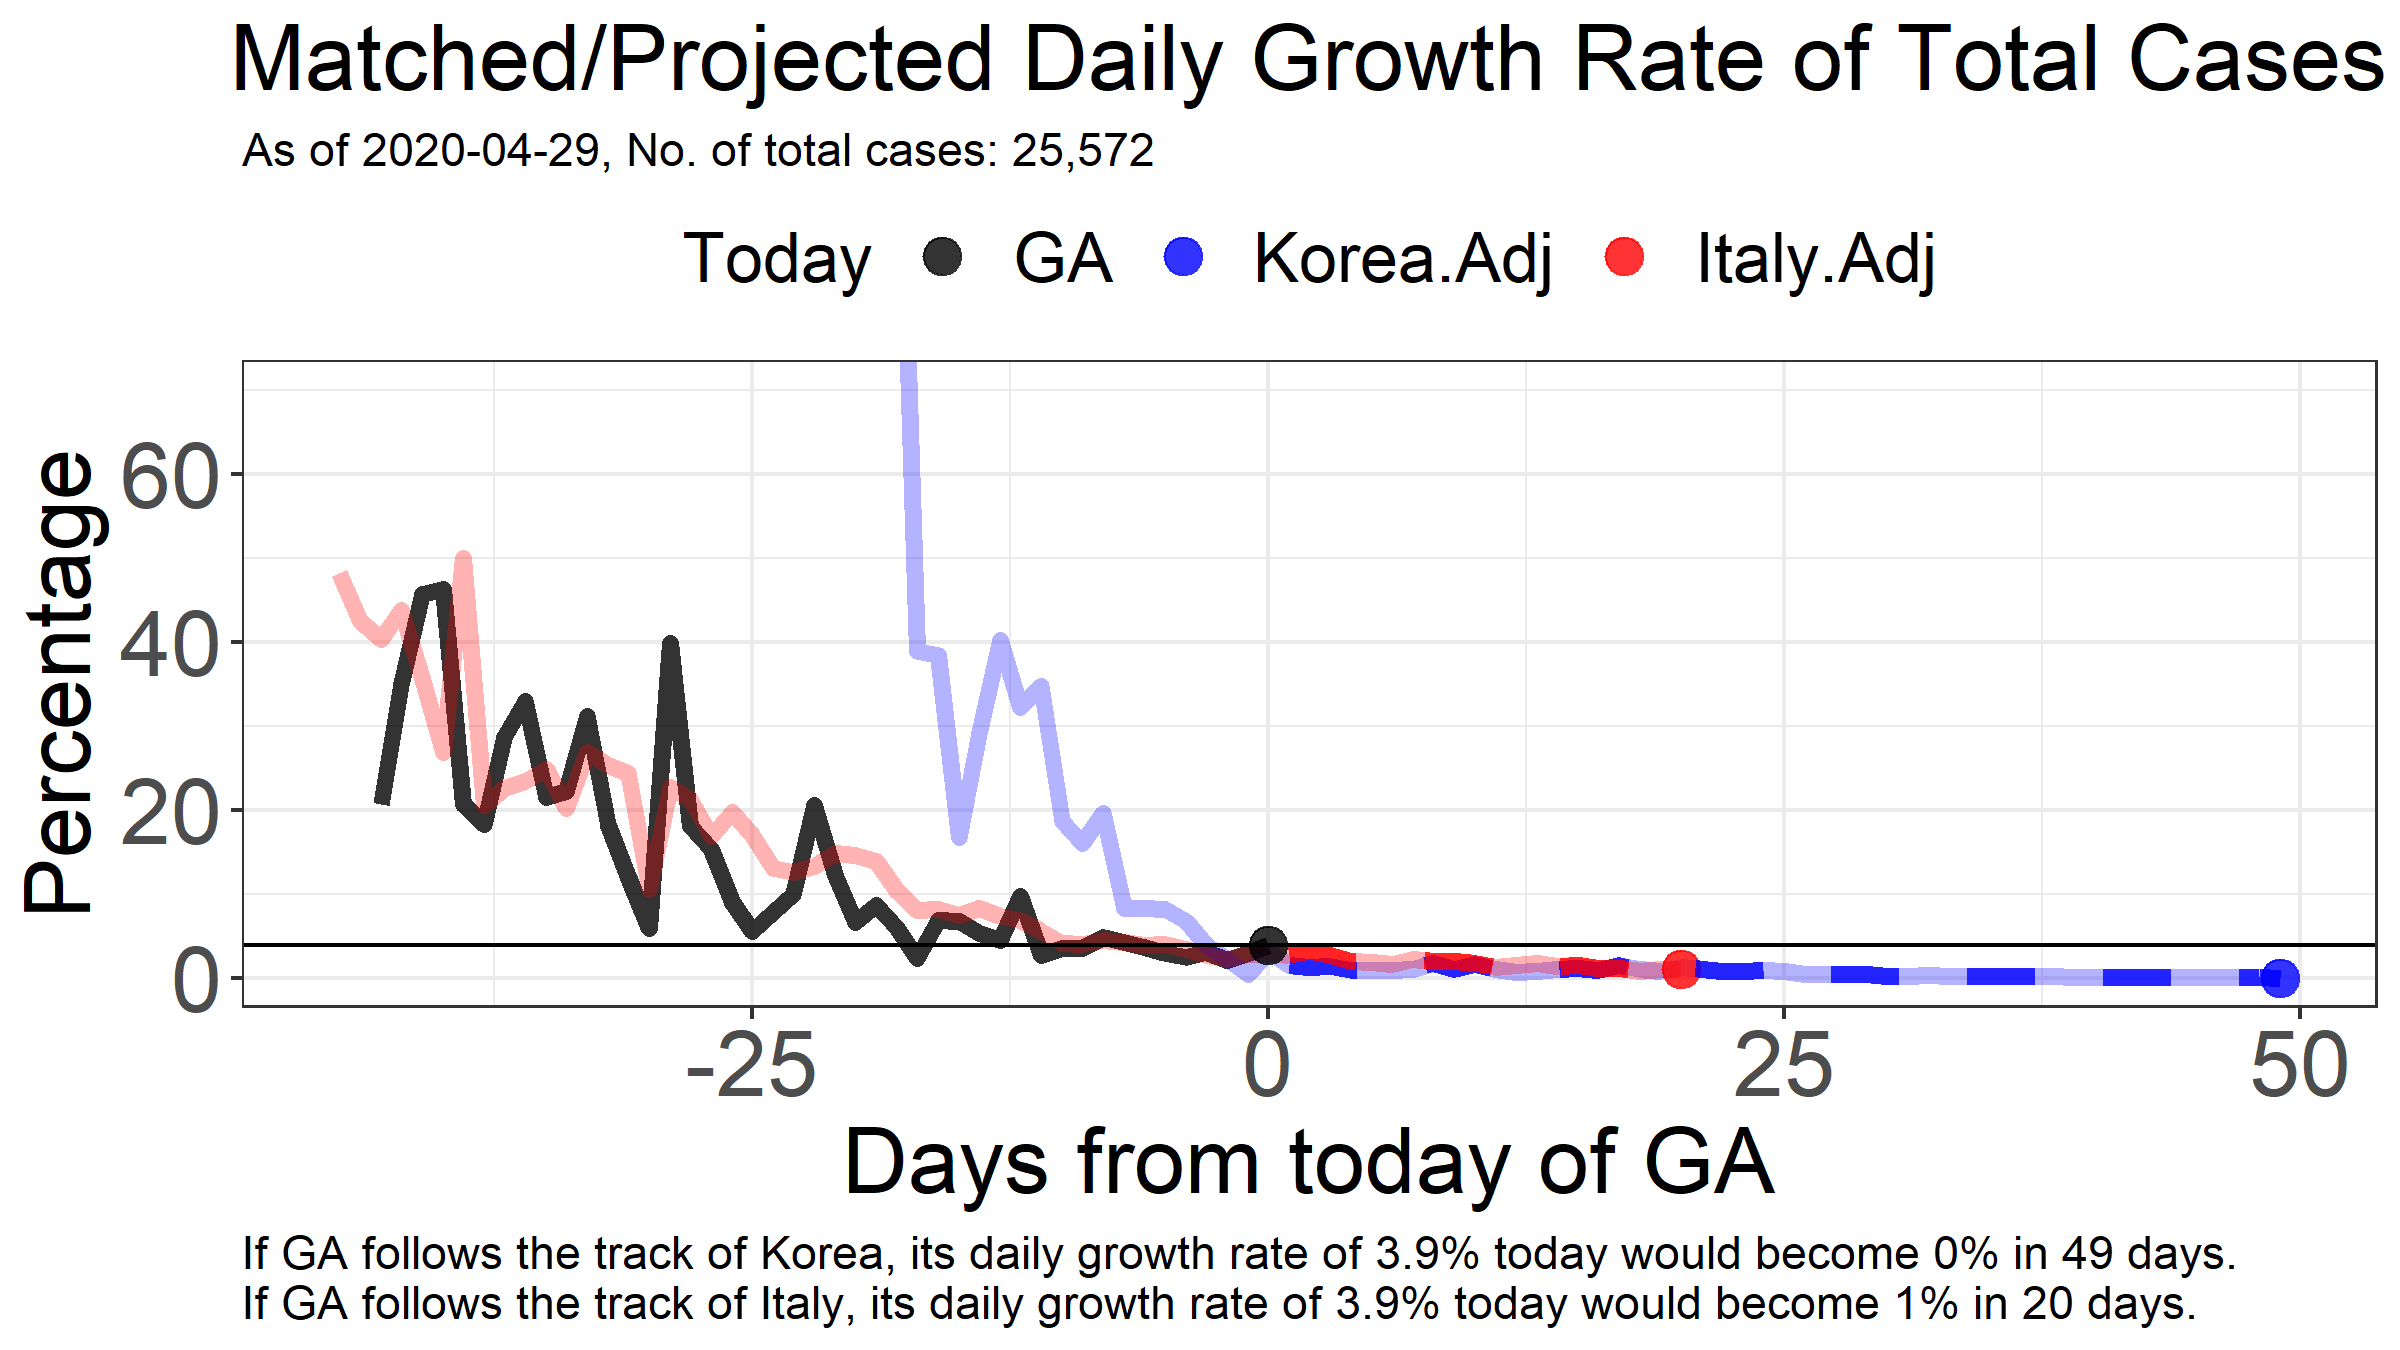 Matched/Projected Daily Growth Rate of Total Cases
As of 2020-04-29, No. of total cases: 25,572
Today GA Korea.Adj Italy.Adj
Percentage
60
40
20
0
-25 0 25 50
Days from today of GA
If GA follows the track of Korea, its daily growth rate of 3.9% today would become 0% in 49 days.
If GA follows the track of Italy, its daily growth rate of 3.9% today would become 1% in 20 days.